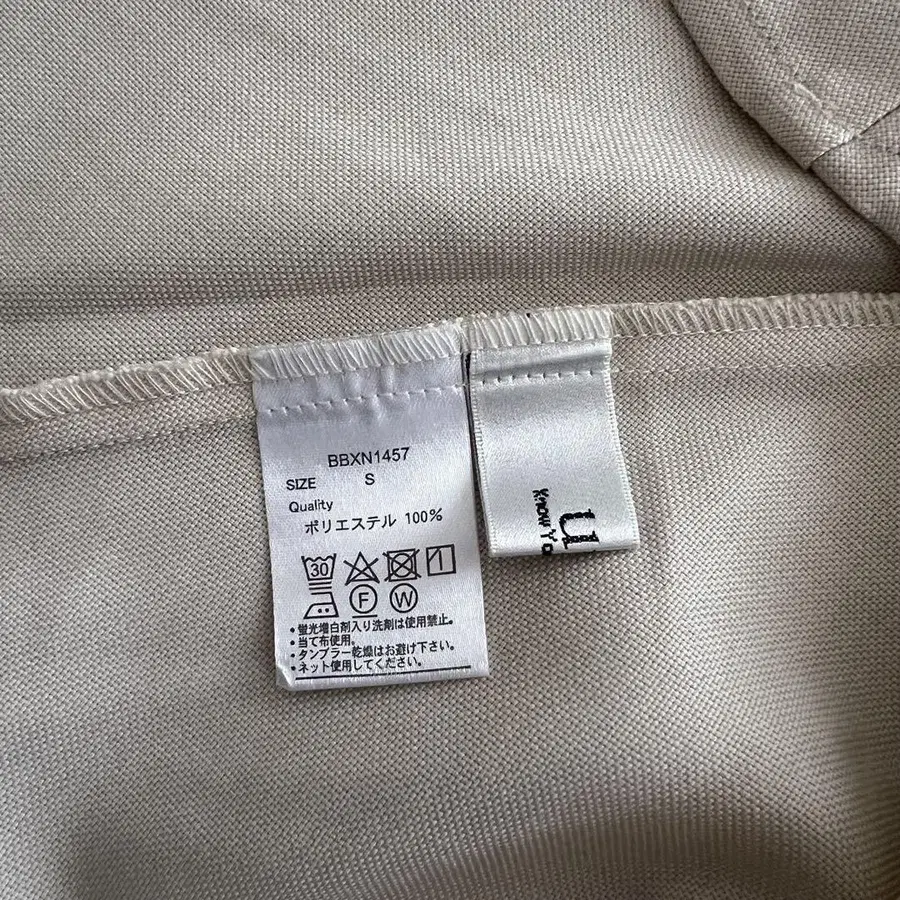 BBXN1457
SIZE S
Quality
ポリエステル 100%
30
F W
・蛍光増白剤入り洗剤は使用禁止。
・当て布使用。
・タンブラー乾燥はお避け下さい。
・ネット使用してください。
Know